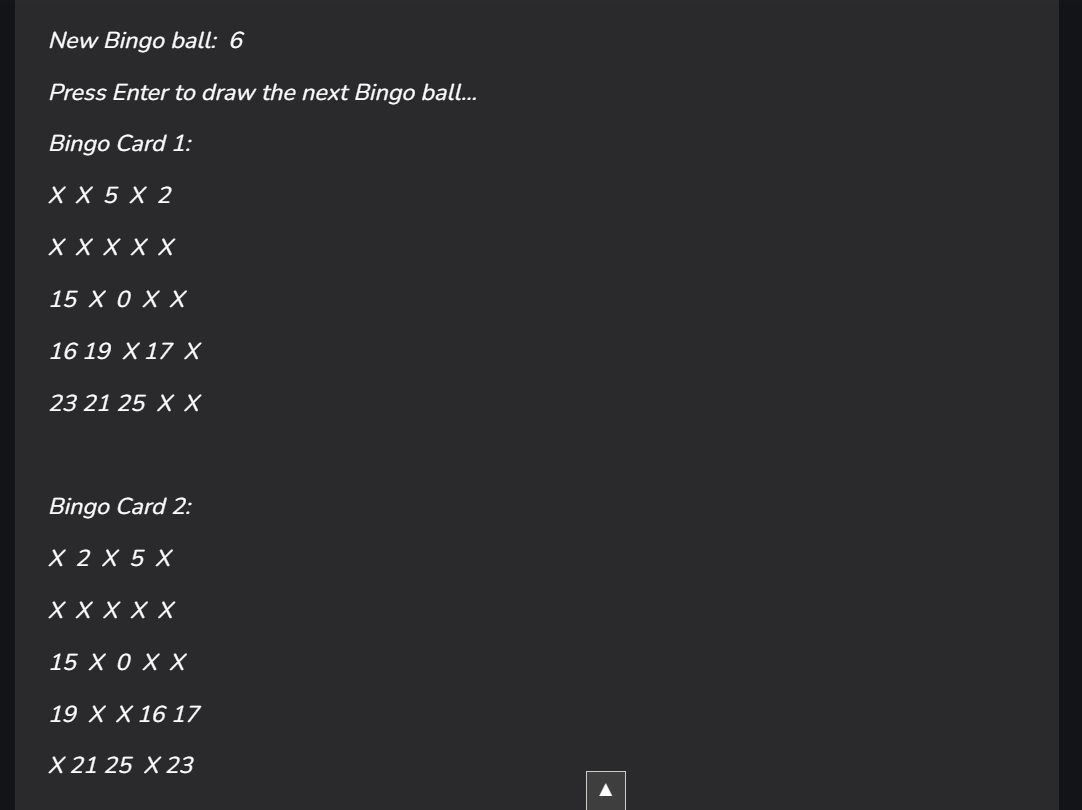 New Bingo ball:  6
Press Enter to draw the next Bingo ball...
Bingo Card 1:
X  X  5  X  2
X  X  X  X  X
15  X  0  X  X
16 19  X 17  X
23 21 25  X  X
Bingo Card 2:
X  2  X  5  X
X  X  X  X  X
15  X  0  X  X
19  X  X 16 17
X 21 25  X 23